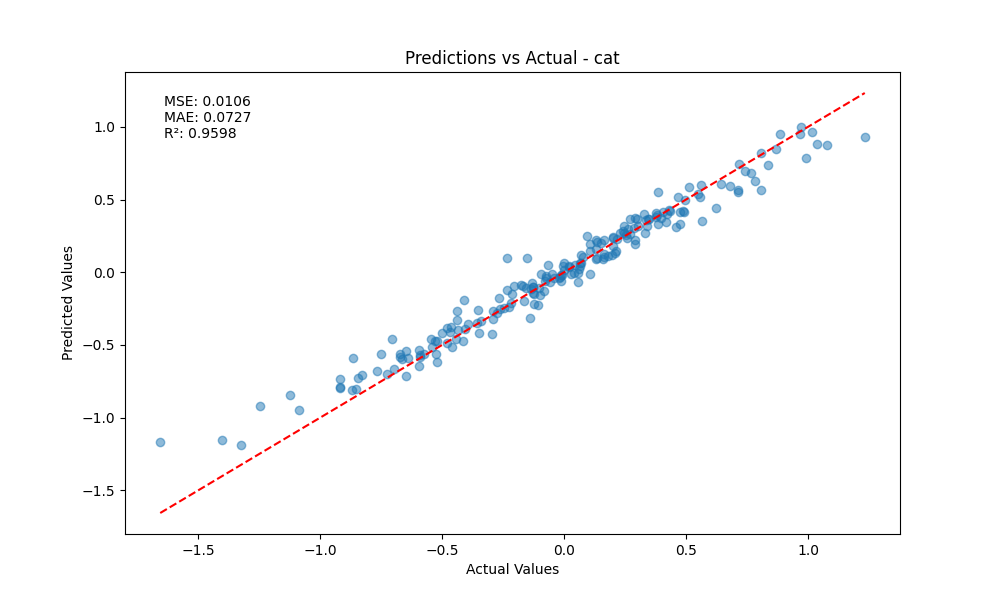 Predictions vs Actual - cat
MSE: 0.0106
MAE: 0.0727
R²: 0.9598
1.0
0.5
0.0
−0.5
−1.0
−1.5
Predicted Values
−1.5
−1.0
−0.5
0.0
0.5
1.0
Actual Values